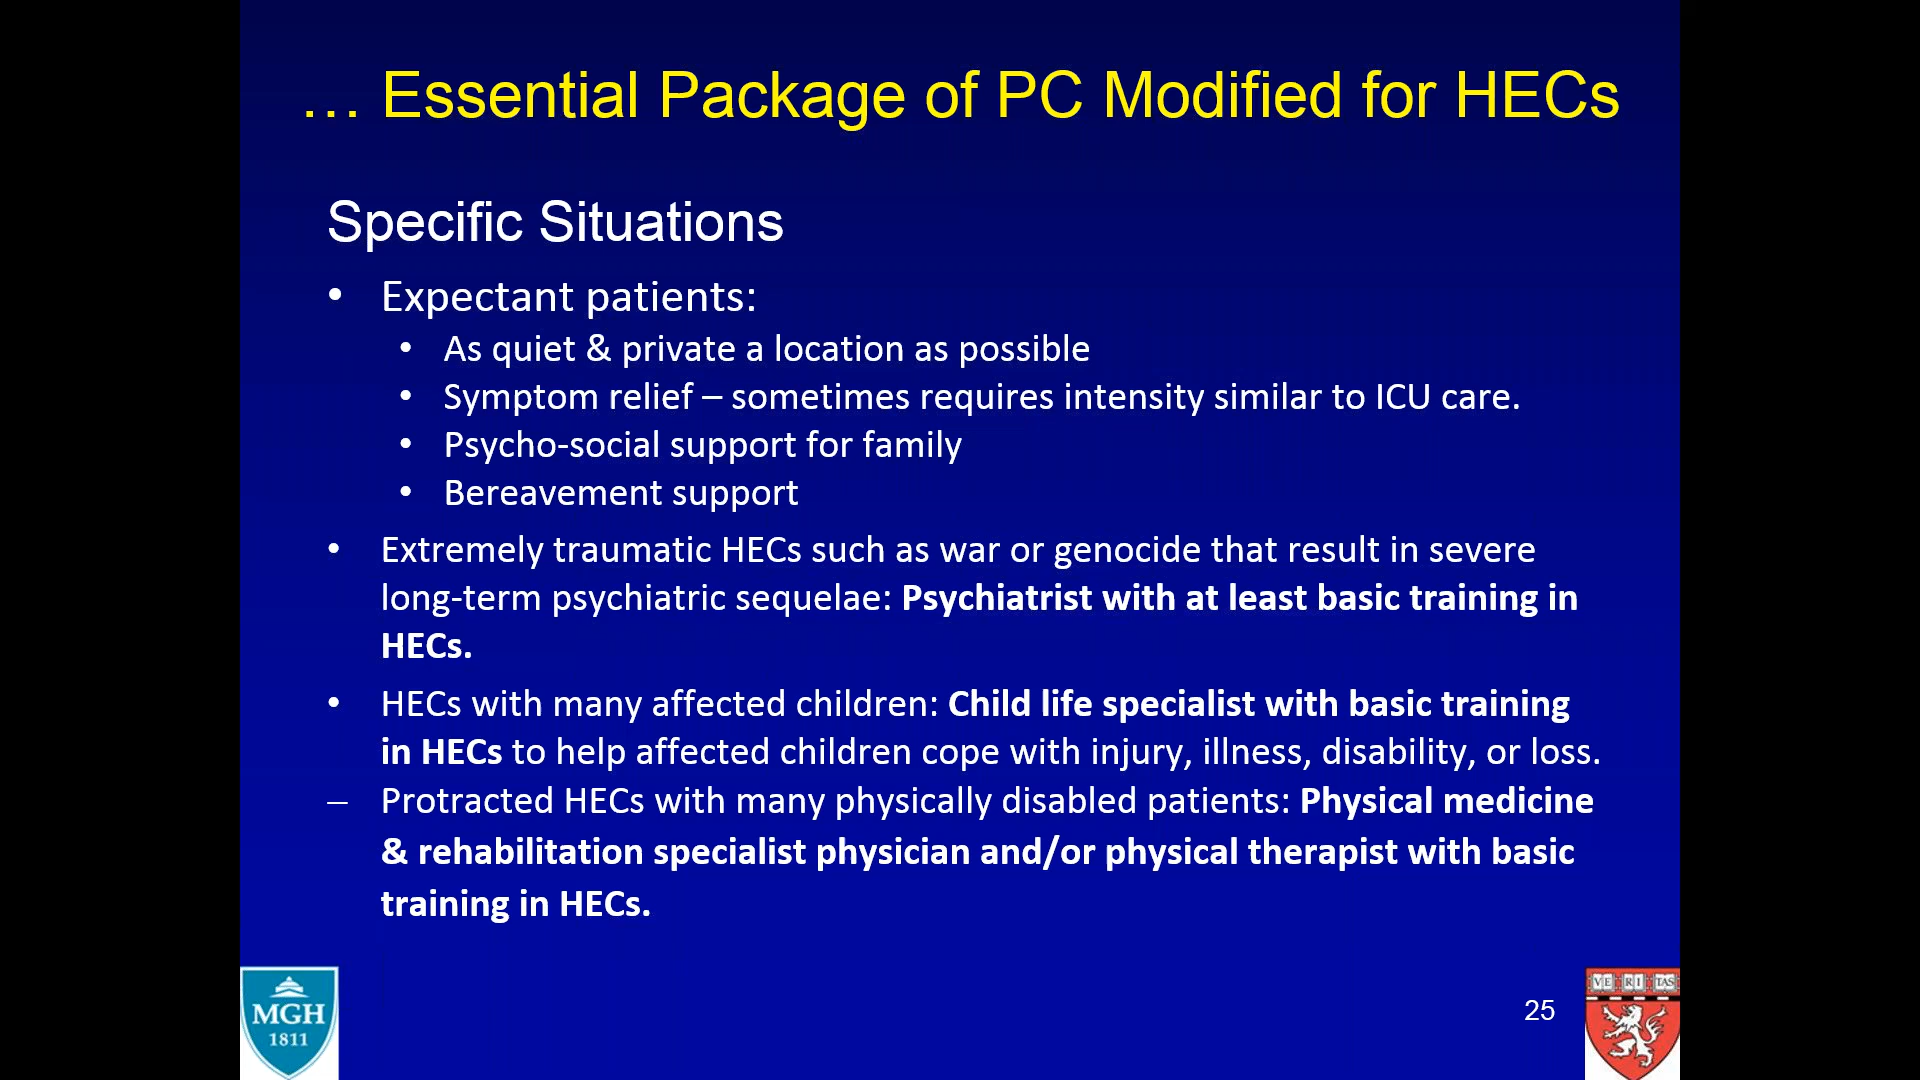 … Essential Package of PC Modified for HECs
Specific Situations
• Expectant patients:
• As quiet & private a location as possible
• Symptom relief – sometimes requires intensity similar to ICU care.
• Psycho-social support for family
• Bereavement support
• Extremely traumatic HECs such as war or genocide that result in severe
long-term psychiatric sequelae: Psychiatrist with at least basic training in
HECs.
• HECs with many affected children: Child life specialist with basic training
in HECs to help affected children cope with injury, illness, disability, or loss.
– Protracted HECs with many physically disabled patients: Physical medicine
& rehabilitation specialist physician and/or physical therapist with basic
training in HECs.
MGH
1811
25
VE RI TAS